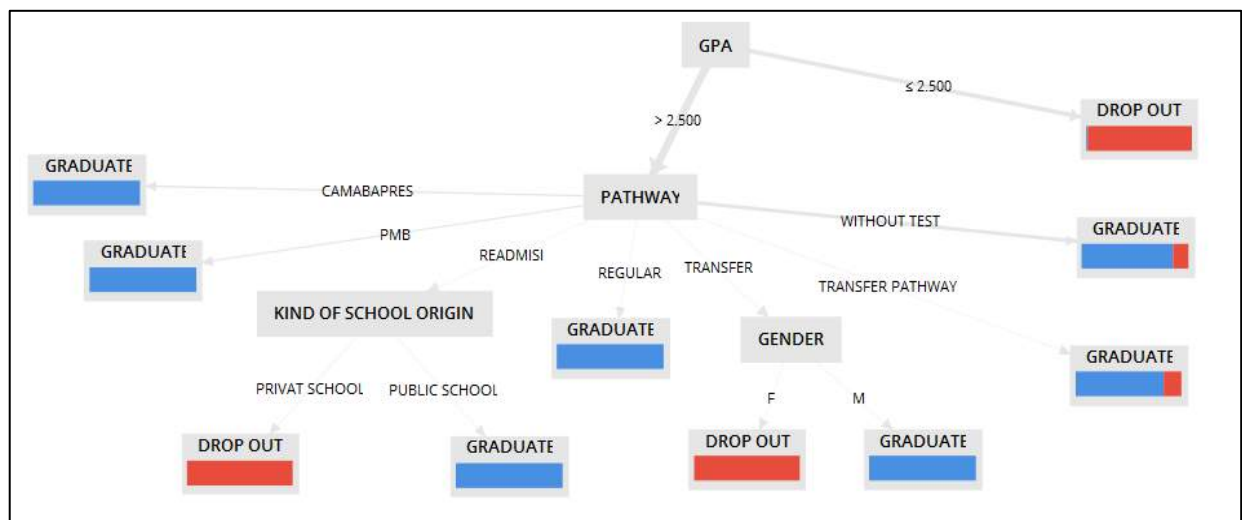 GPA
≤ 2.500
DROP OUT
> 2.500
GRADUATE
CAMABAPRES
PATHWAY
WITHOUT TEST
GRADUATE
PMB
GRADUATE
READMISI
REGULAR
TRANSFER
TRANSFER PATHWAY
KIND OF SCHOOL ORIGIN
GRADUATE
GENDER
GRADUATE
PRIVAT SCHOOL
PUBLIC SCHOOL
F
M
DROP OUT
GRADUATE
DROP OUT
GRADUATE